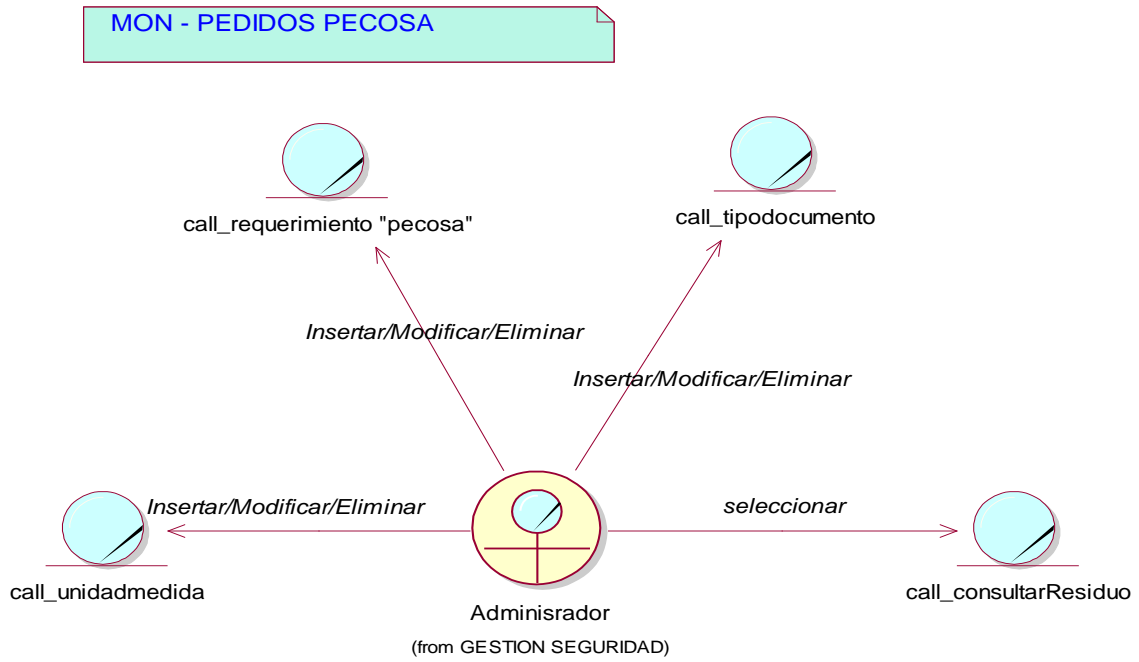 MON - PEDIDOS PECOSA
call_requerimiento "pecosa"
call_tipodocumento
Insertar/Modificar/Eliminar
Insertar/Modificar/Eliminar
Insertar/Modificar/Eliminar
seleccionar
call_unidadmedida
call_consultarResiduo
Adminisrador
(from GESTION SEGURIDAD)